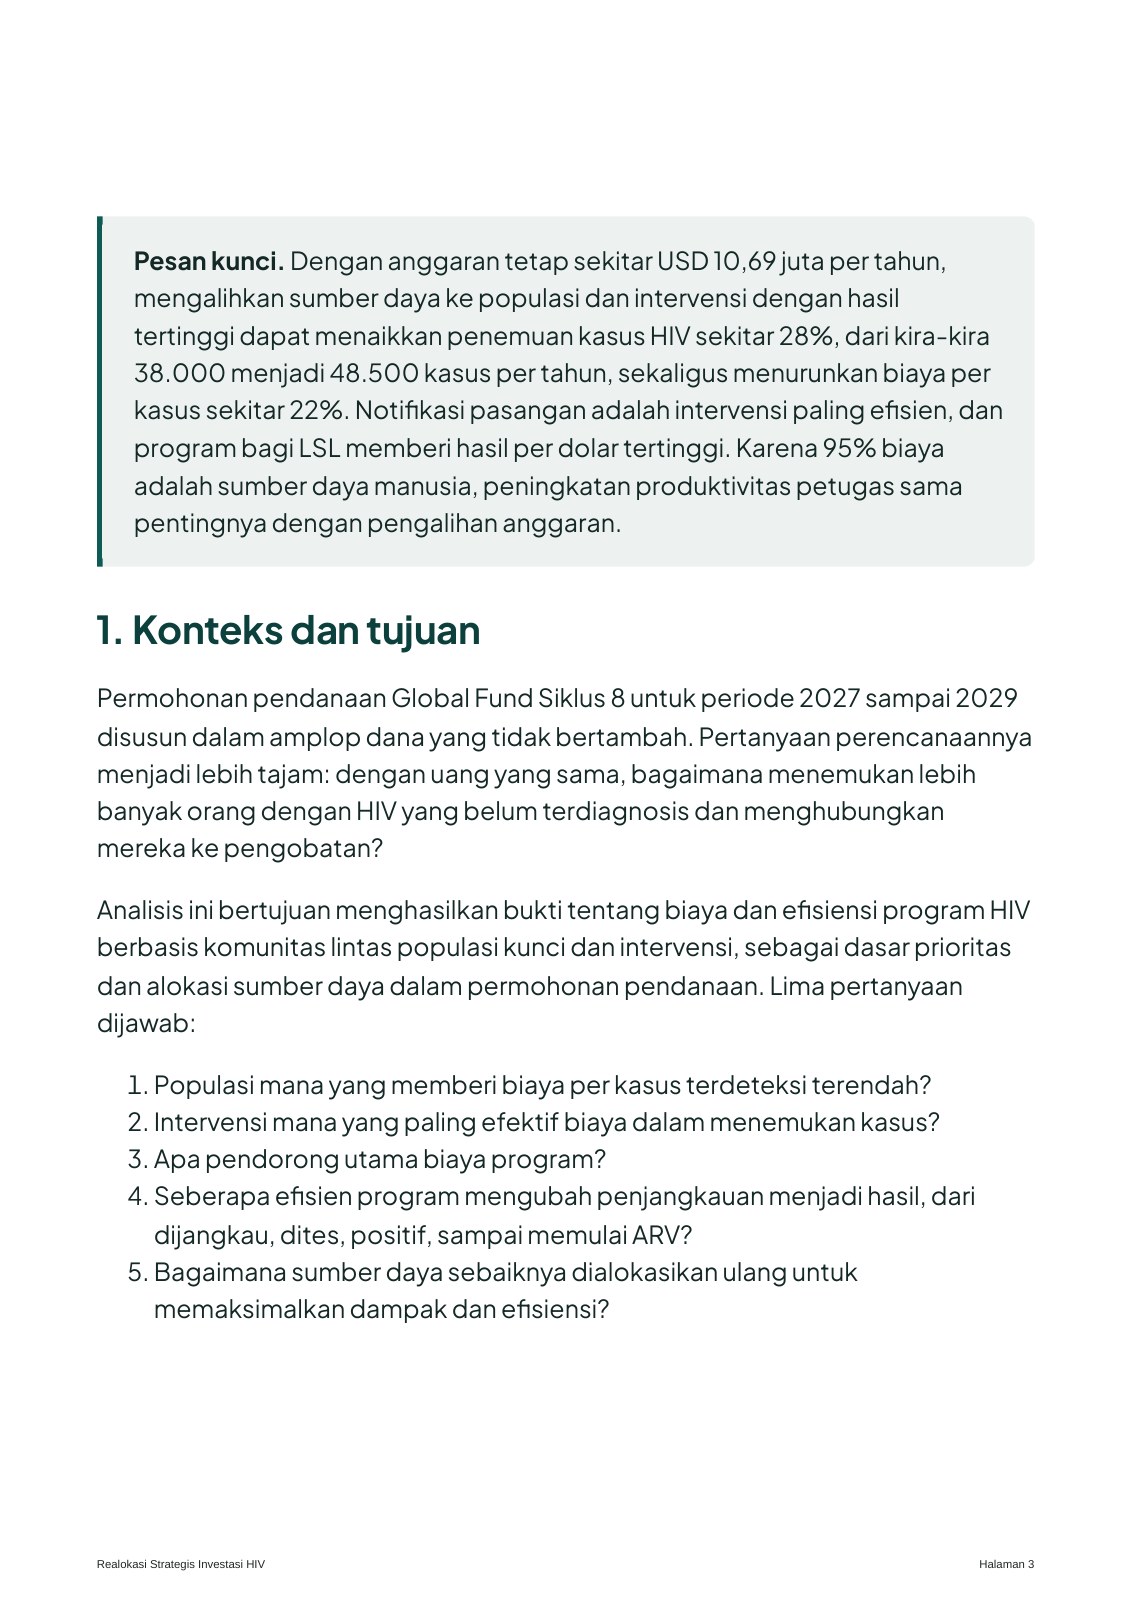 Pesan kunci. Dengan anggaran tetap sekitar USD 10,69 juta per tahun,
mengalihkan sumber daya ke populasi dan intervensi dengan hasil
tertinggi dapat menaikkan penemuan kasus HIV sekitar 28%, dari kira-kira
38.000 menjadi 48.500 kasus per tahun, sekaligus menurunkan biaya per
kasus sekitar 22%. Notifikasi pasangan adalah intervensi paling efisien, dan
program bagi LSL memberi hasil per dolar tertinggi. Karena 95% biaya
adalah sumber daya manusia, peningkatan produktivitas petugas sama
pentingnya dengan pengalihan anggaran.
1. Konteks dan tujuan
Permohonan pendanaan Global Fund Siklus 8 untuk periode 2027 sampai 2029
disusun dalam amplop dana yang tidak bertambah. Pertanyaan perencanaannya
menjadi lebih tajam: dengan uang yang sama, bagaimana menemukan lebih
banyak orang dengan HIV yang belum terdiagnosis dan menghubungkan
mereka ke pengobatan?
Analisis ini bertujuan menghasilkan bukti tentang biaya dan efisiensi program HIV
berbasis komunitas lintas populasi kunci dan intervensi, sebagai dasar prioritas
dan alokasi sumber daya dalam permohonan pendanaan. Lima pertanyaan
dijawab:
1. Populasi mana yang memberi biaya per kasus terdeteksi terendah?
2. Intervensi mana yang paling efektif biaya dalam menemukan kasus?
3. Apa pendorong utama biaya program?
4. Seberapa efisien program mengubah penjangkauan menjadi hasil, dari
dijangkau, dites, positif, sampai memulai ARV?
5. Bagaimana sumber daya sebaiknya dialokasikan ulang untuk
memaksimalkan dampak dan efisiensi?
Realokasi Strategis Investasi HIV
Halaman 3